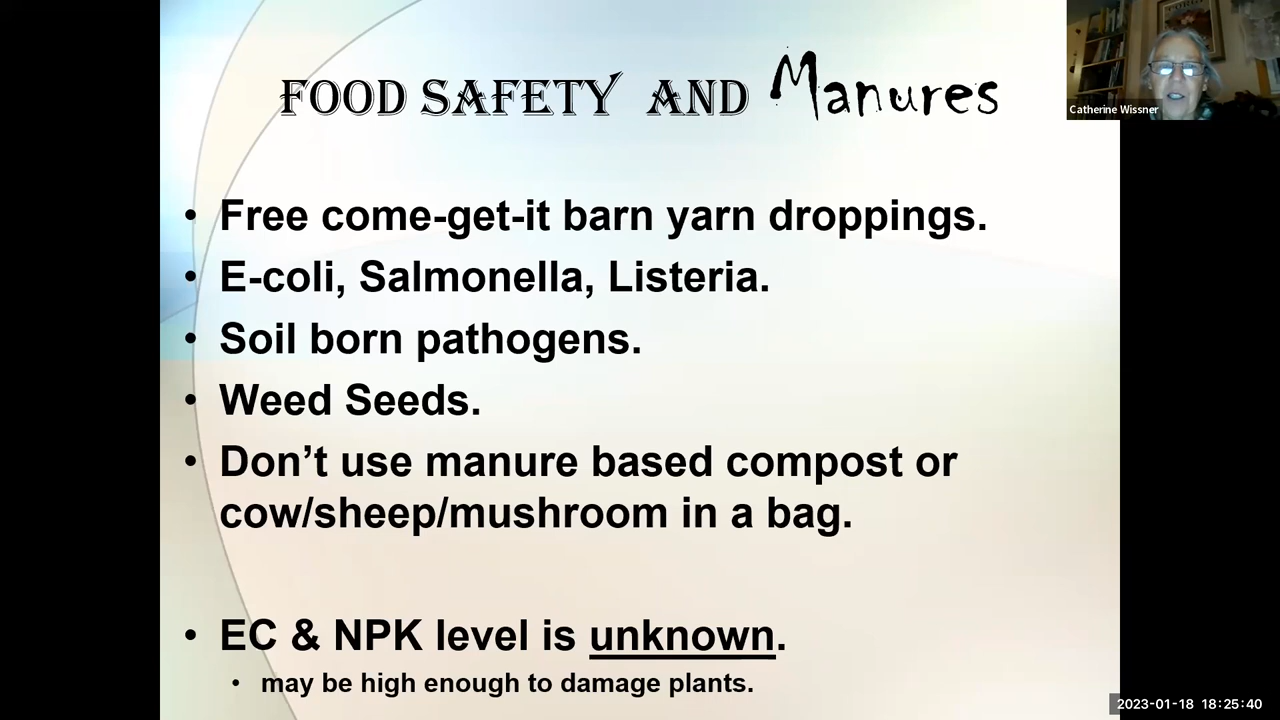 FOOD SAFETY AND Manures
Catherine Wissner
• Free come-get-it barn yarn droppings.
• E-coli, Salmonella, Listeria.
• Soil born pathogens.
• Weed Seeds.
• Don’t use manure based compost or
cow/sheep/mushroom in a bag.
• EC & NPK level is unknown.
• may be high enough to damage plants.
2023-01-18 18:25:40